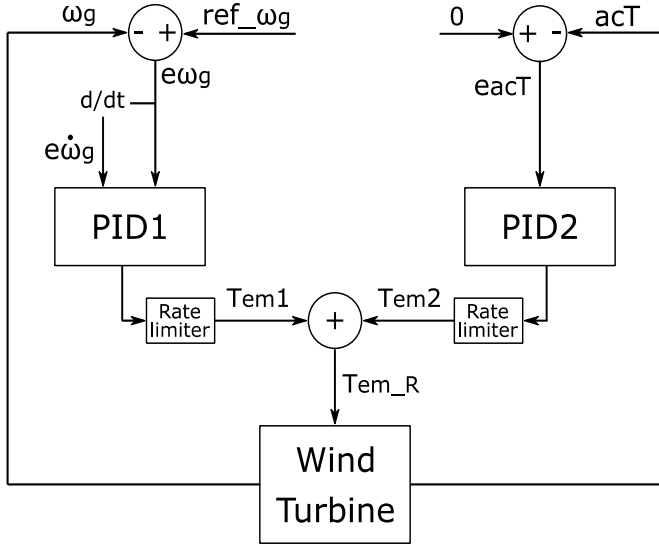 ωg
- +
ref_ωg
0
+ -
acT
eωg
d/dt
eω̇g
eacT
PID1
PID2
Rate
limiter
Tem1
+
Tem2
Rate
limiter
Tem_R
Wind
Turbine